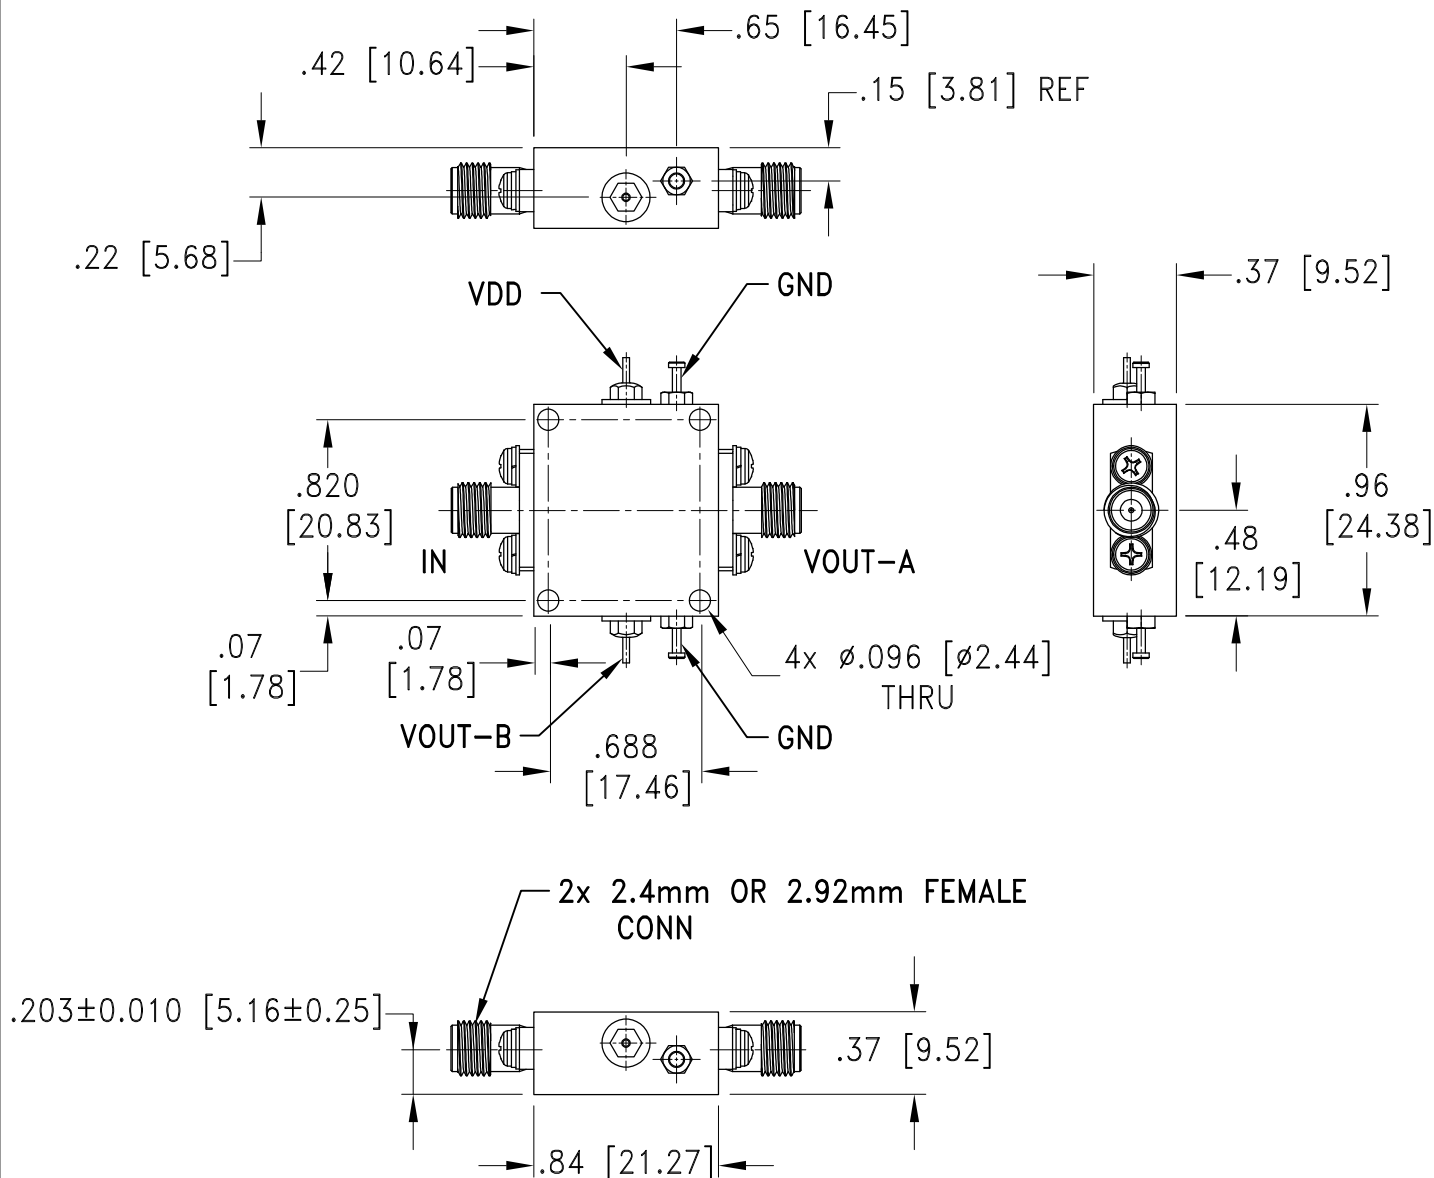 .65 [16.45]
.42 [10.64]
.15 [3.81] REF
.22 [5.68]
VDD
GND
.37 [9.52]
.820
[20.83]
IN
VOUT-A
.96
[24.38]
.48
[12.19]
.07
[1.78]
.07
[1.78]
4x ø.096 [ø2.44]
THRU
VOUT-B
GND
.688
[17.46]
2x 2.4mm OR 2.92mm FEMALE
CONN
.203±0.010 [5.16±0.25]
.37 [9.52]
.84 [21.27]